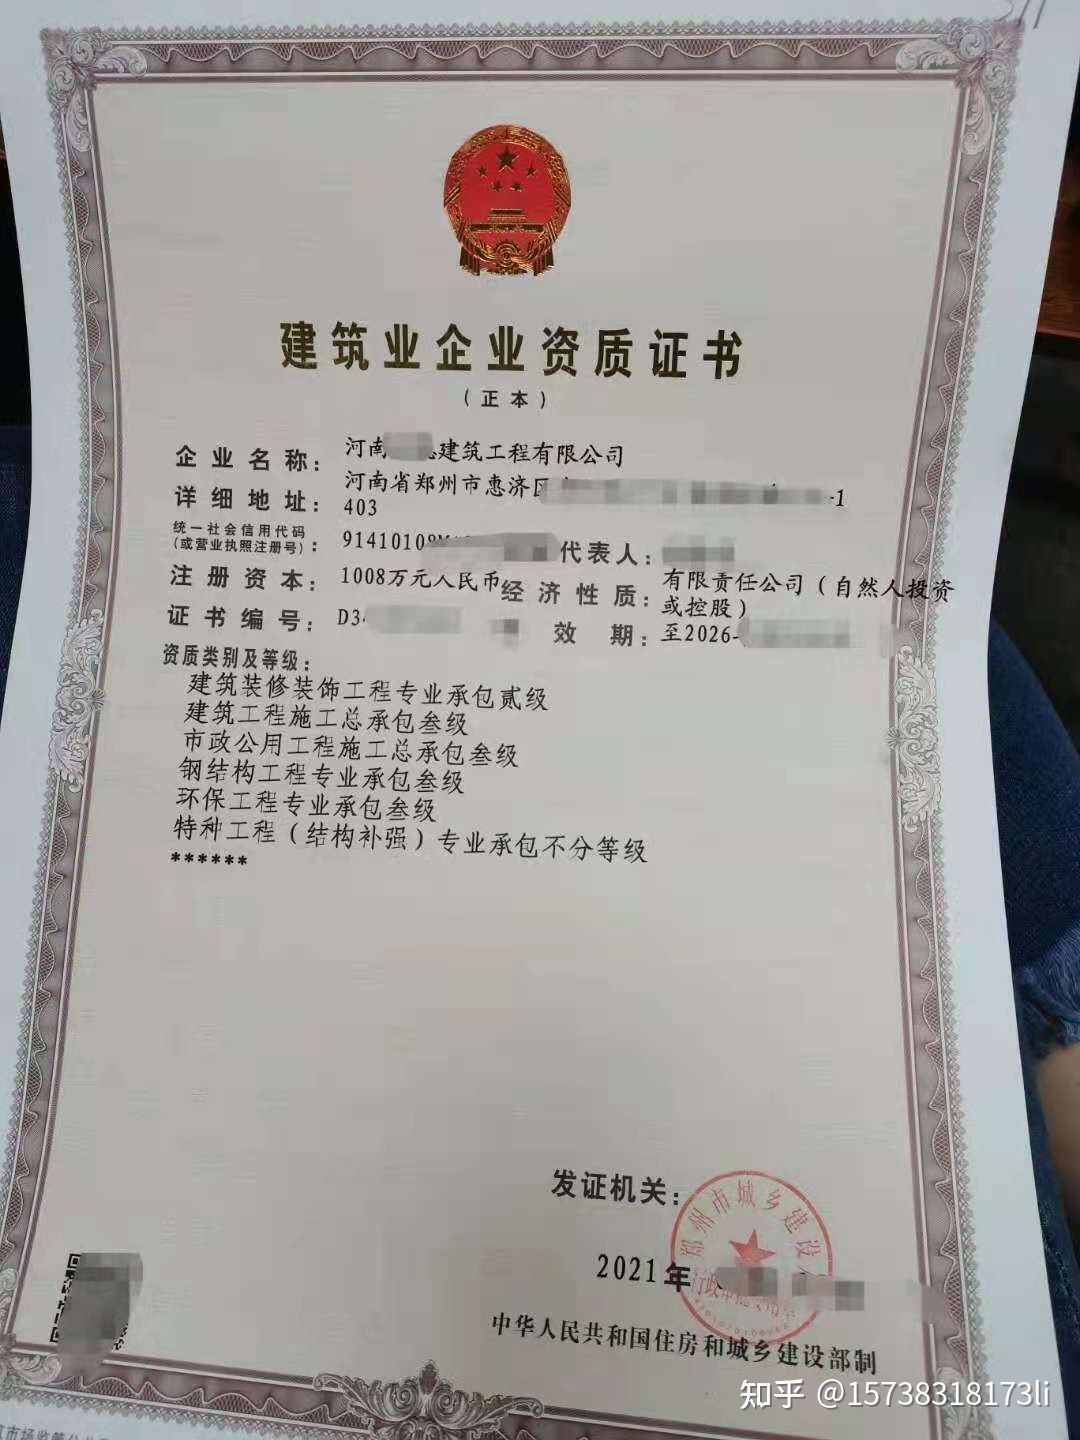 建筑业企业资质证书
（正本）
企业名称：河南 建筑工程有限公司
详细地址：河南省郑州市惠济区 -1
403
统一社会信用代码
（或营业执照注册号）：91410108 代表人：
注册资本：1008万元人民币 经济性质：有限责任公司（自然人投资
或控股）
证书编号：D3 效期：至2026-
资质类别及等级：
建筑装修装饰工程专业承包贰级
建筑工程施工总承包叁级
市政公用工程施工总承包叁级
钢结构工程专业承包叁级
环保工程专业承包叁级
特种工程（结构补强）专业承包不分等级
******
发证机关：
郑州市城乡建设
2021年
中华人民共和国住房和城乡建设部制
知乎 @15738318173li